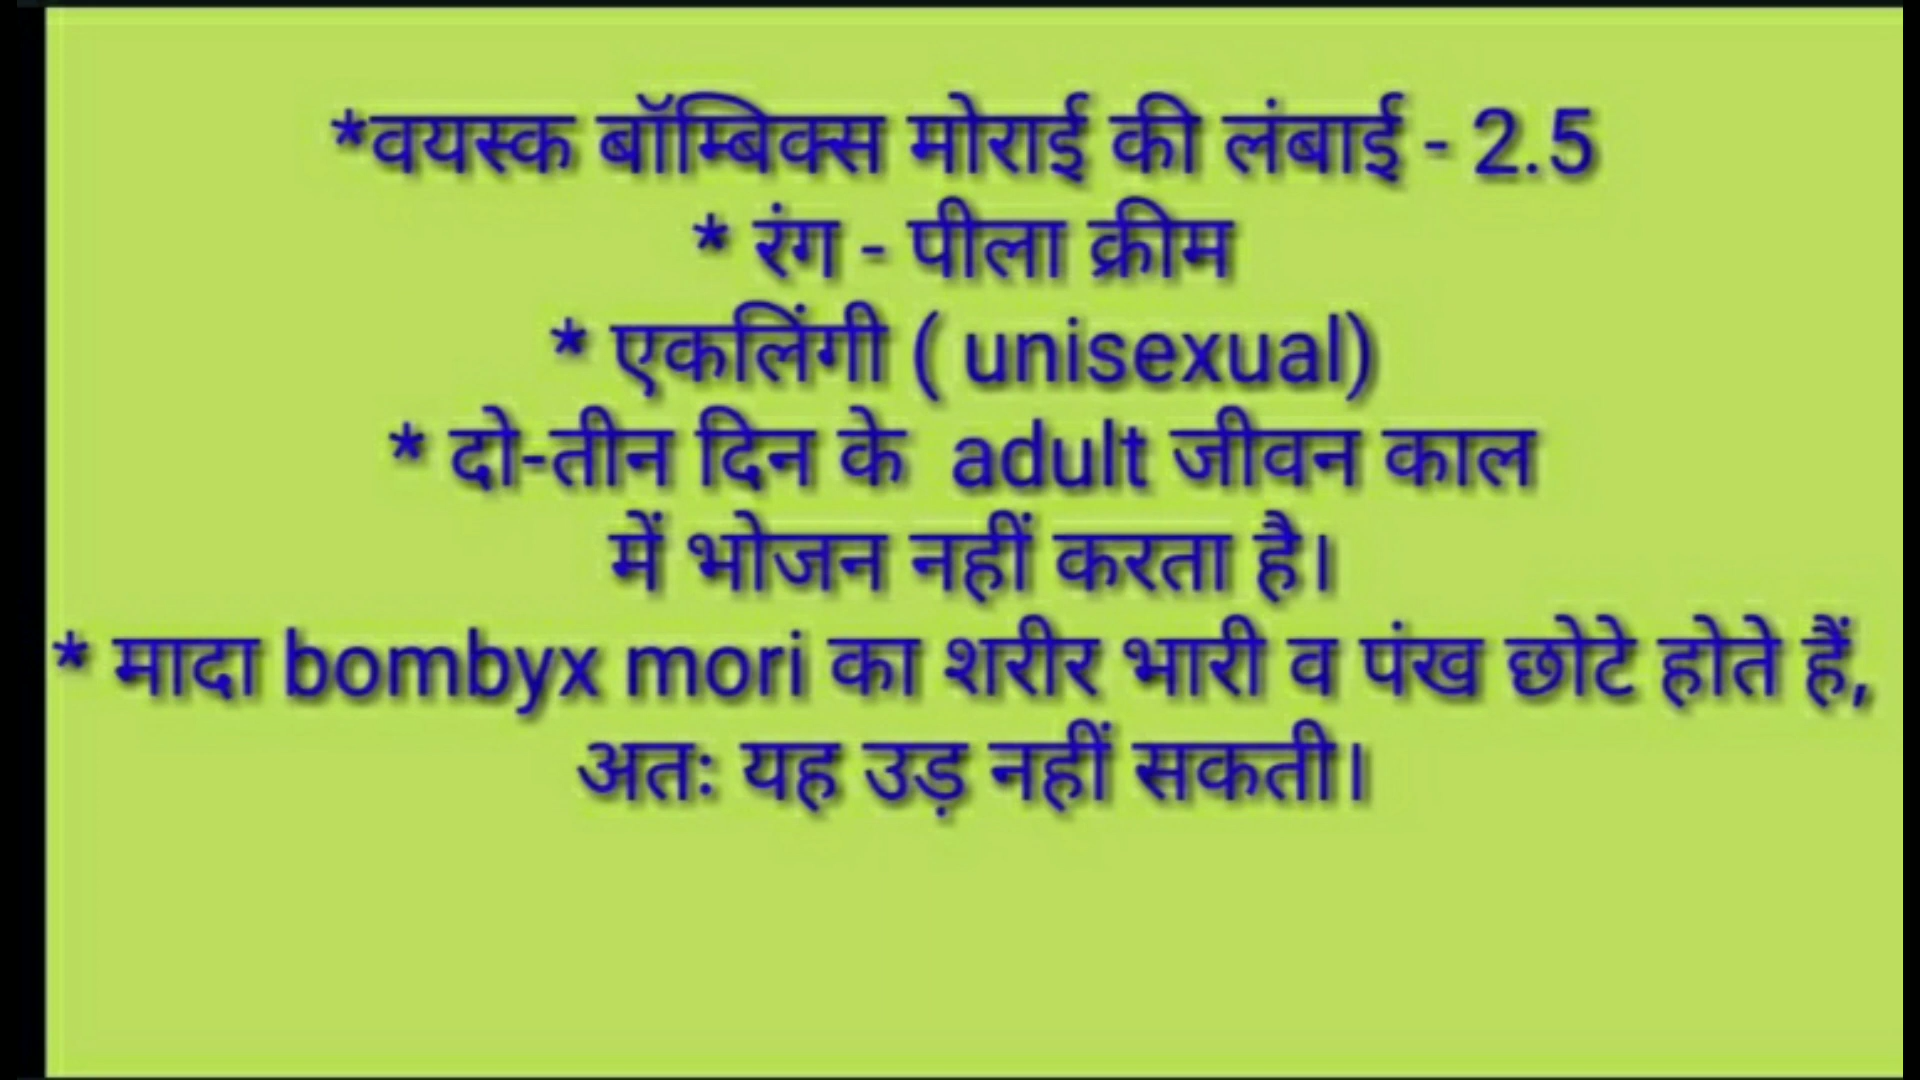 *वयस्क बॉम्बिक्स मोराई की लंबाई - 2.5
* रंग - पीला क्रीम
* एकलिंगी ( unisexual)
* दो-तीन दिन के  adult जीवन काल
में भोजन नहीं करता है।
* मादा bombyx mori का शरीर भारी व पंख छोटे होते हैं,
अतः यह उड़ नहीं सकती।